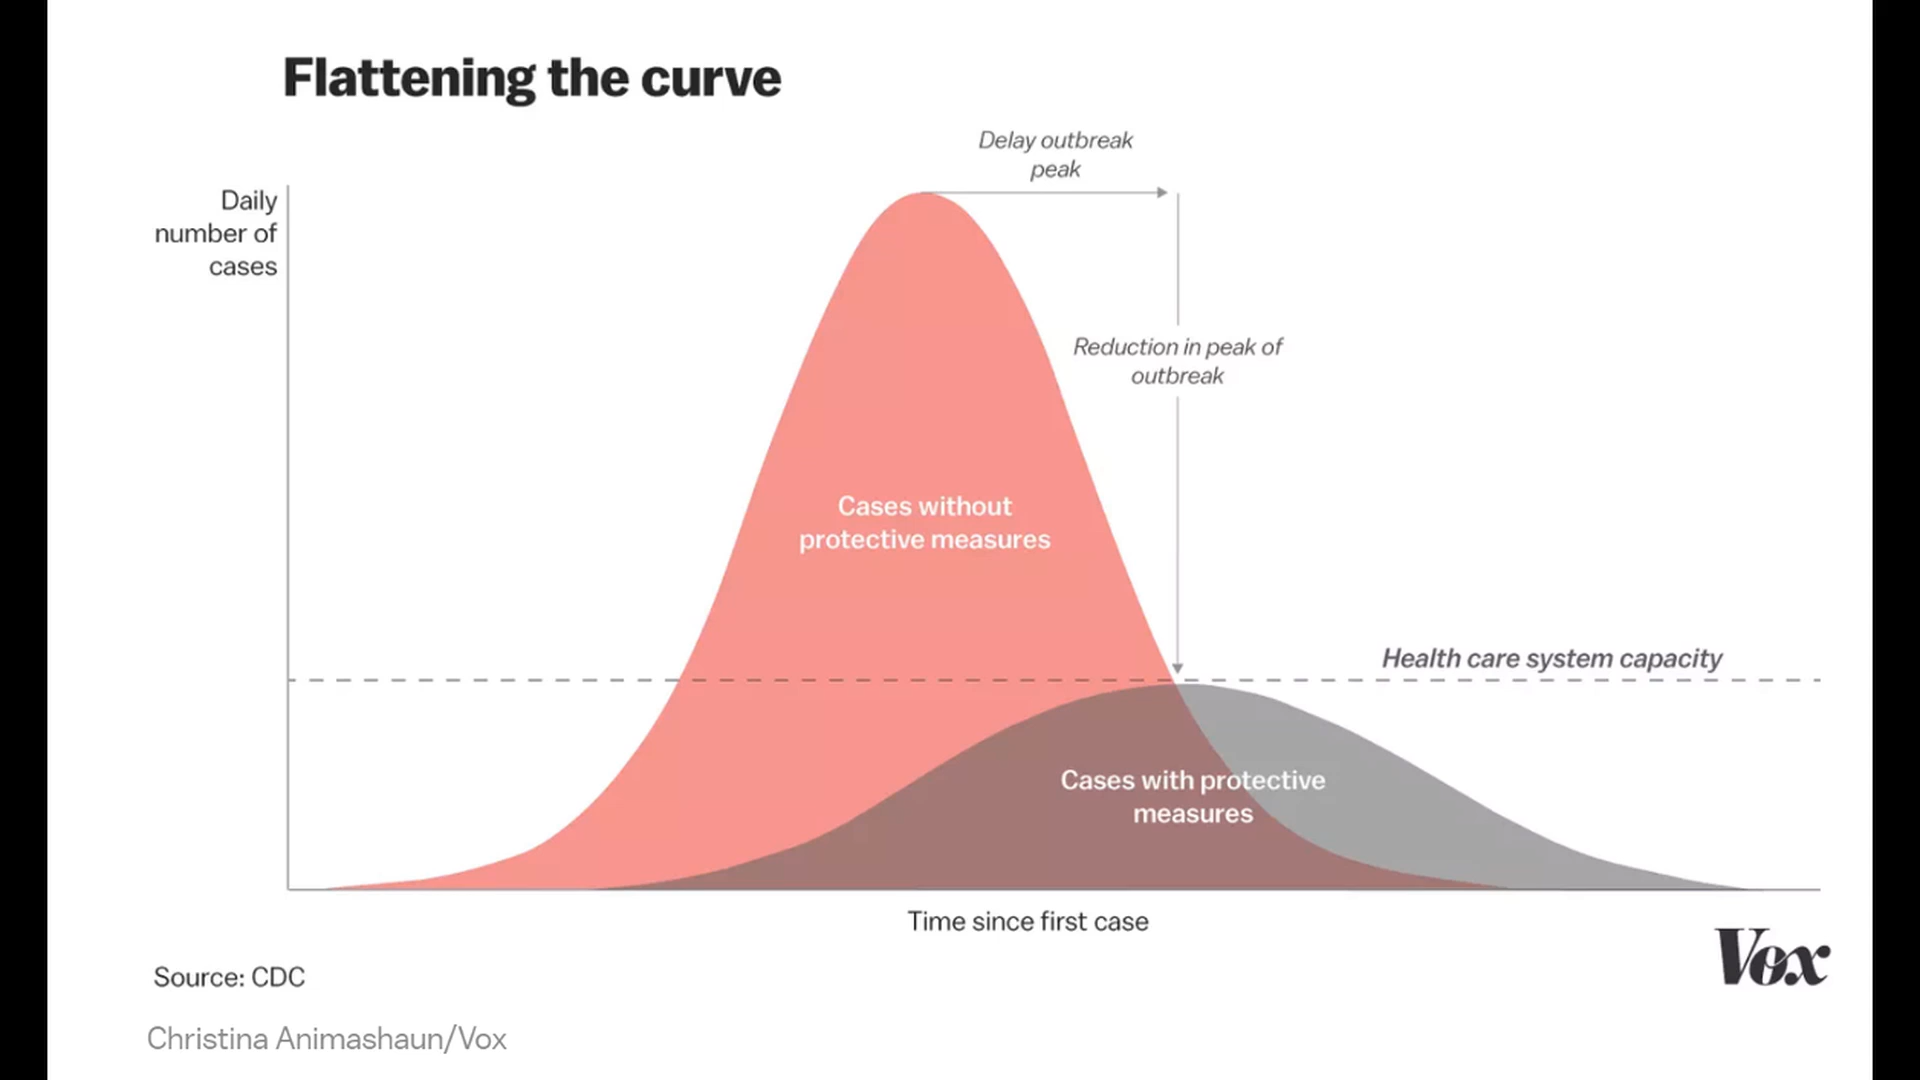 Flattening the curve
Delay outbreak
peak
Daily
number of
cases
Reduction in peak of
outbreak
Cases without
protective measures
Health care system capacity
Cases with protective
measures
Time since first case
Vox
Source: CDC
Christina Animashaun/Vox